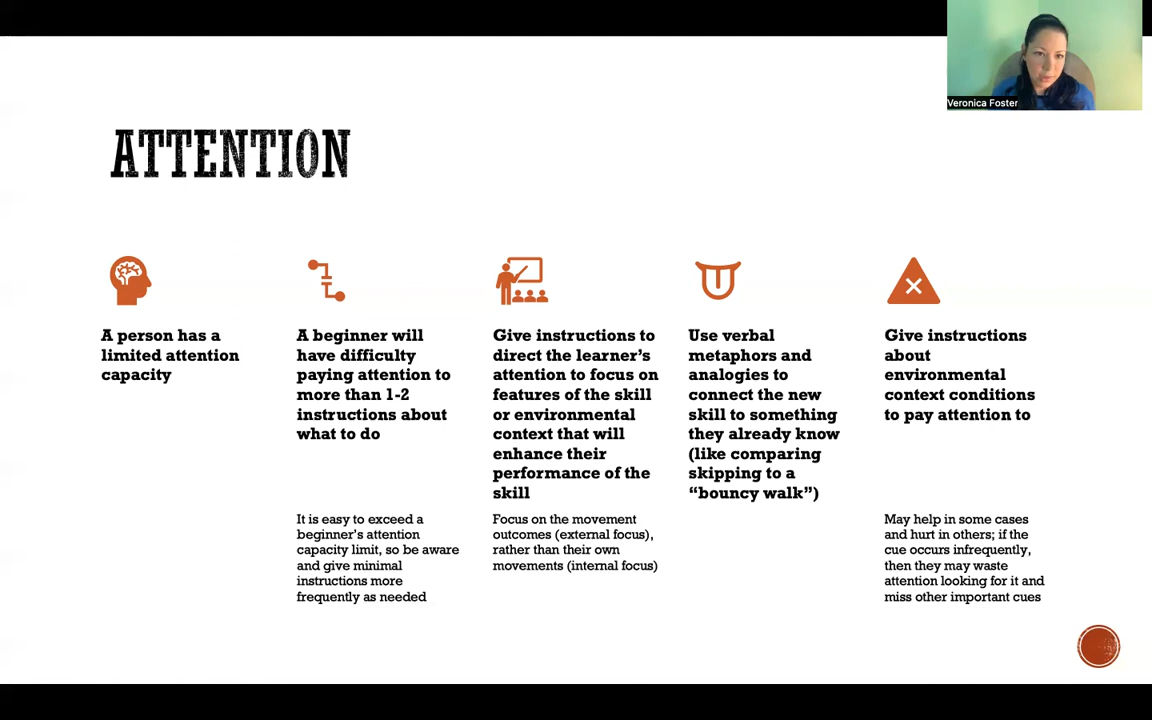 Veronica Foster
ATTENTION
A person has a
limited attention
capacity
A beginner will
have difficulty
paying attention to
more than 1-2
instructions about
what to do
It is easy to exceed a
beginner's attention
capacity limit, so be aware
and give minimal
instructions more
frequently as needed
Give instructions to
direct the learner's
attention to focus on
features of the skill
or environmental
context that will
enhance their
performance of the
skill
Focus on the movement
outcomes (external focus),
rather than their own
movements (internal focus)
Use verbal
metaphors and
analogies to
connect the new
skill to something
they already know
(like comparing
skipping to a
“bouncy walk”)
Give instructions
about
environmental
context conditions
to pay attention to
May help in some cases
and hurt in others; if the
cue occurs infrequently,
then they may waste
attention looking for it and
miss other important cues